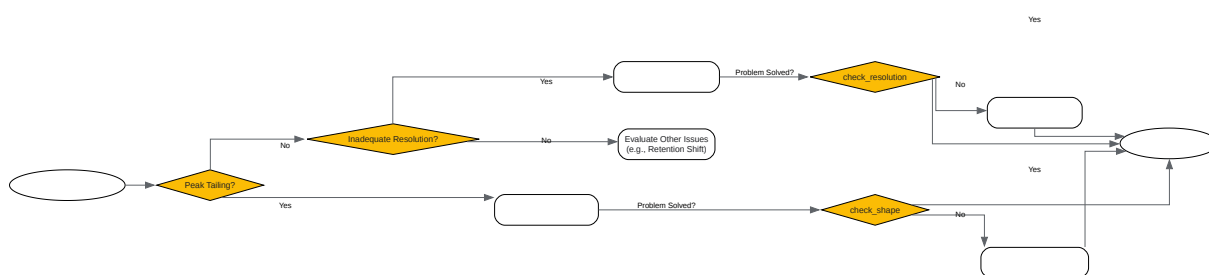 Yes
Problem Solved?
check_resolution
Yes
No
Inadequate Resolution?
No
Evaluate Other Issues
(e.g., Retention Shift)
No
Yes
Peak Tailing?
Yes
Problem Solved?
check_shape
No